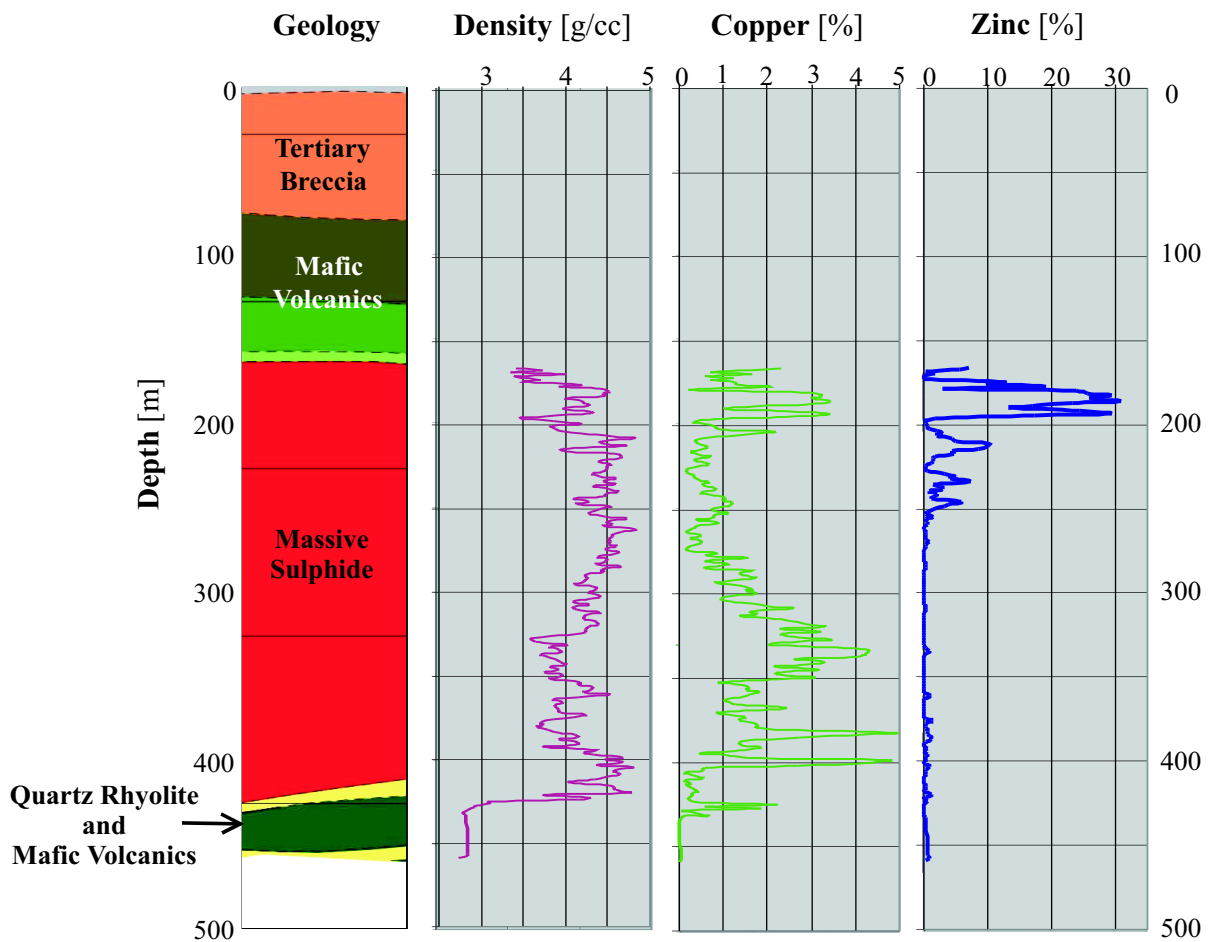 Geology
Density [g/cc]
Copper [%]
Zinc [%]
3 4 5
0 1 2 3 4 5
0 10 20 30
0
100
200
300
400
500
Depth [m]
Tertiary
Breccia
Mafic
Volcanics
Massive
Sulphide
Quartz Rhyolite
and
Mafic Volcanics
0
100
200
300
400
500